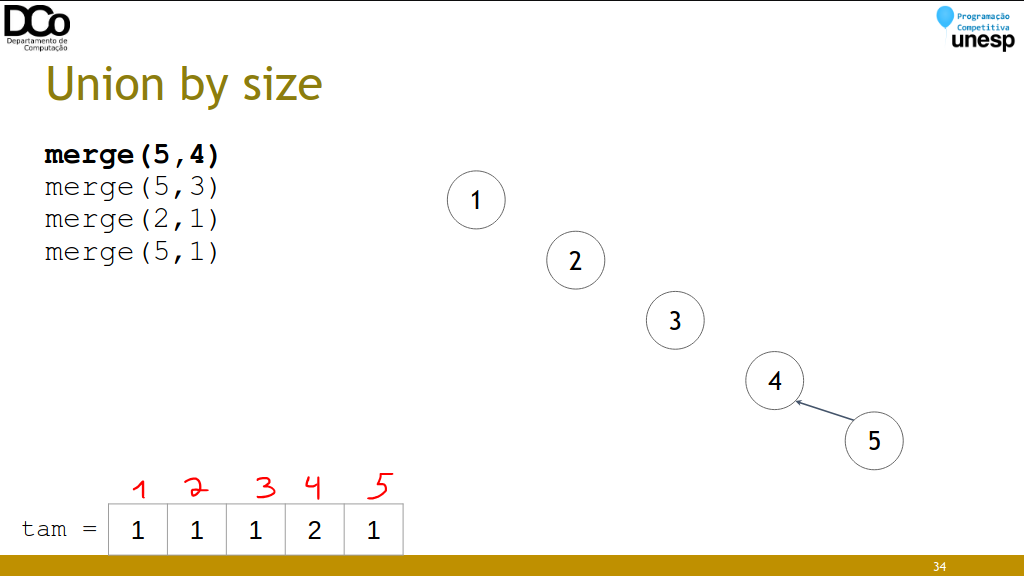 DCo
Departamento de
Computação
Programação
Competitiva
unesp
Union by size
merge(5,4)
merge(5,3)
merge(2,1)
merge(5,1)
1
2
3
4
5
1 2 3 4 5
tam = 1 1 1 2 1
34